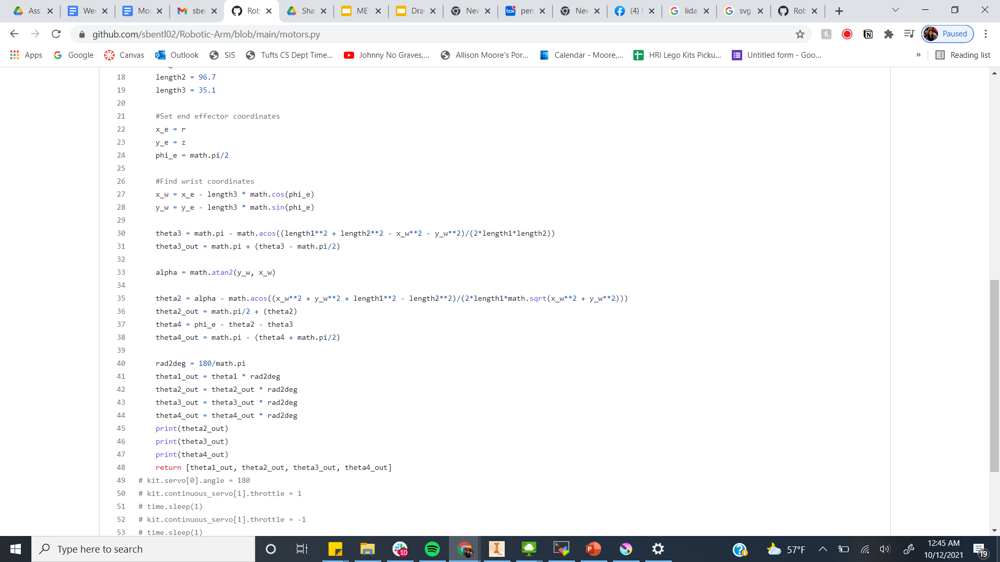 Ass
Wee
Moo
sbe
Rob
Sha
ME
Dra
New
pen
New
(4) F
lida
svg
Rob
github.com/sbentl02/Robotic-Arm/blob/main/motors.py
Paused
Apps
Google
Canvas
Outlook
SIS
Tufts CS Dept Time...
Johnny No Graves,...
Allison Moore's Por...
Calendar - Moore,...
HRI Lego Kits Picku...
Untitled form - Goo...
»
Reading list
18 length2 = 96.7
19 length3 = 35.1
20
21 #Set end effector coordinates
22 x_e = r
23 y_e = z
24 phi_e = math.pi/2
25
26 #Find wrist coordinates
27 x_w = x_e - length3 * math.cos(phi_e)
28 y_w = y_e - length3 * math.sin(phi_e)
29
30 theta3 = math.pi - math.acos((length1**2 + length2**2 - x_w**2 - y_w**2)/(2*length1*length2))
31 theta3_out = math.pi + (theta3 - math.pi/2)
32
33 alpha = math.atan2(y_w, x_w)
34
35 theta2 = alpha - math.acos((x_w**2 + y_w**2 + length1**2 - length2**2)/(2*length1*math.sqrt(x_w**2 + y_w**2)))
36 theta2_out = math.pi/2 + (theta2)
37 theta4 = phi_e - theta2 - theta3
38 theta4_out = math.pi - (theta4 + math.pi/2)
39
40 rad2deg = 180/math.pi
41 theta1_out = theta1 * rad2deg
42 theta2_out = theta2_out * rad2deg
43 theta3_out = theta3_out * rad2deg
44 theta4_out = theta4_out * rad2deg
45 print(theta2_out)
46 print(theta3_out)
47 print(theta4_out)
48 return [theta1_out, theta2_out, theta3_out, theta4_out]
49 # kit.servo[0].angle = 180
50 # kit.continuous_servo[1].throttle = 1
51 # time.sleep(1)
52 # kit.continuous_servo[1].throttle = -1
53 # time.sleep(1)
Type here to search
10
57°F
12:45 AM
10/12/2021
19